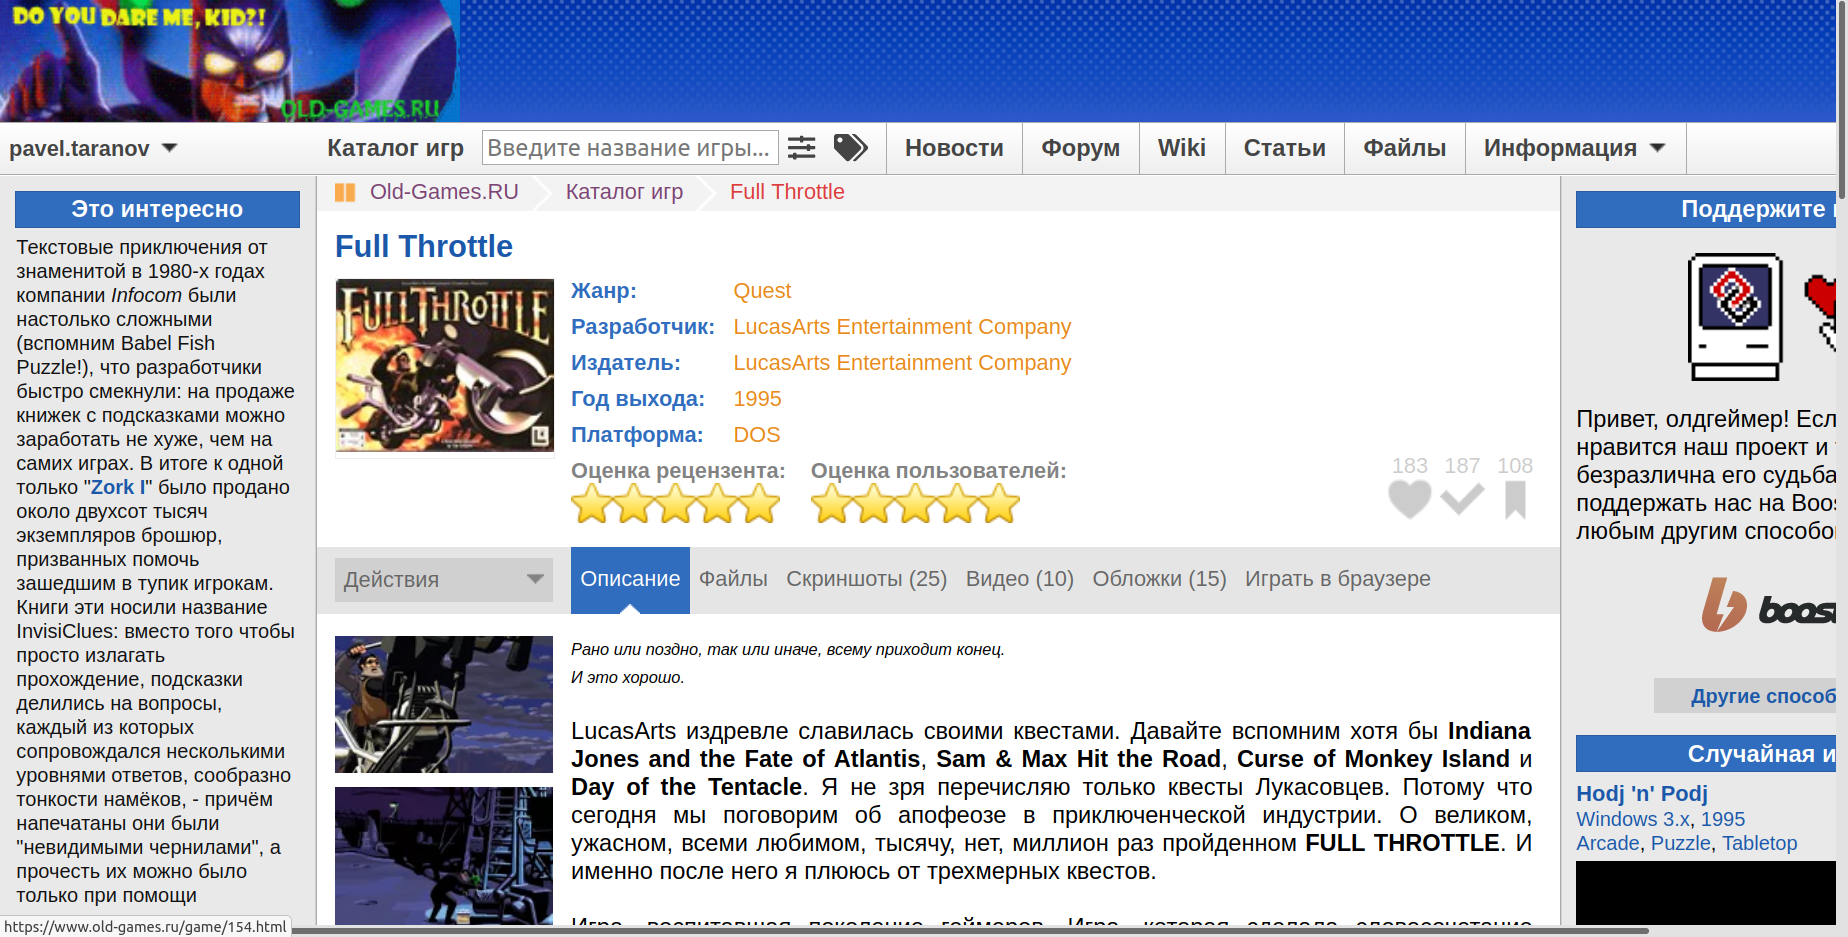 DO YOU DARE ME, KID?!
OLD-GAMES.RU
pavel.taranov
Каталог игр
Введите название игры...
Новости
Форум
Wiki
Статьи
Файлы
Информация
Это интересно
Текстовые приключения от
знаменитой в 1980-х годах
компании Infocom были
настолько сложными
(вспомним Babel Fish
Puzzle!), что разработчики
быстро смекнули: на продаже
книжек с подсказками можно
заработать не хуже, чем на
самих играх. В итоге к одной
только "Zork I" было продано
около двухсот тысяч
экземпляров брошюр,
призванных помочь
зашедшим в тупик игрокам.
Книги эти носили название
InvisiClues: вместо того чтобы
просто излагать
прохождение, подсказки
делились на вопросы,
каждый из которых
сопровождался несколькими
уровнями ответов, сообразно
тонкости намёков, - причём
напечатаны они были
"невидимыми чернилами", а
прочесть их можно было
только при помощи
https://www.old-games.ru/game/154.html
Old-Games.RU
Каталог игр
Full Throttle
Full Throttle
FULL THROTTLE
Жанр: Quest
Разработчик: LucasArts Entertainment Company
Издатель: LucasArts Entertainment Company
Год выхода: 1995
Платформа: DOS
Оценка рецензента: Оценка пользователей:
183 187 108
Действия
Описание
Файлы
Скриншоты (25)
Видео (10)
Обложки (15)
Играть в браузере
Рано или поздно, так или иначе, всему приходит конец.
И это хорошо.
LucasArts издревле славилась своими квестами. Давайте вспомним хотя бы Indiana
Jones and the Fate of Atlantis, Sam & Max Hit the Road, Curse of Monkey Island и
Day of the Tentacle. Я не зря перечисляю только квесты Лукасовцев. Потому что
сегодня мы поговорим об апофеозе в приключенческой индустрии. О великом,
ужасном, всеми любимом, тысячу, нет, миллион раз пройденном FULL THROTTLE. И
именно после него я плююсь от трехмерных квестов.
Игра, воспитавшая поколение геймеров. Игра, которая сделала словосочетание
Поддержите
Привет, олдгеймер! Есл
нравится наш проект и
безразлична его судьба
поддержать нас на Boos
любым другим способо
boos
Другие способ
Случайная и
Hodj 'n' Podj
Windows 3.x, 1995
Arcade, Puzzle, Tabletop